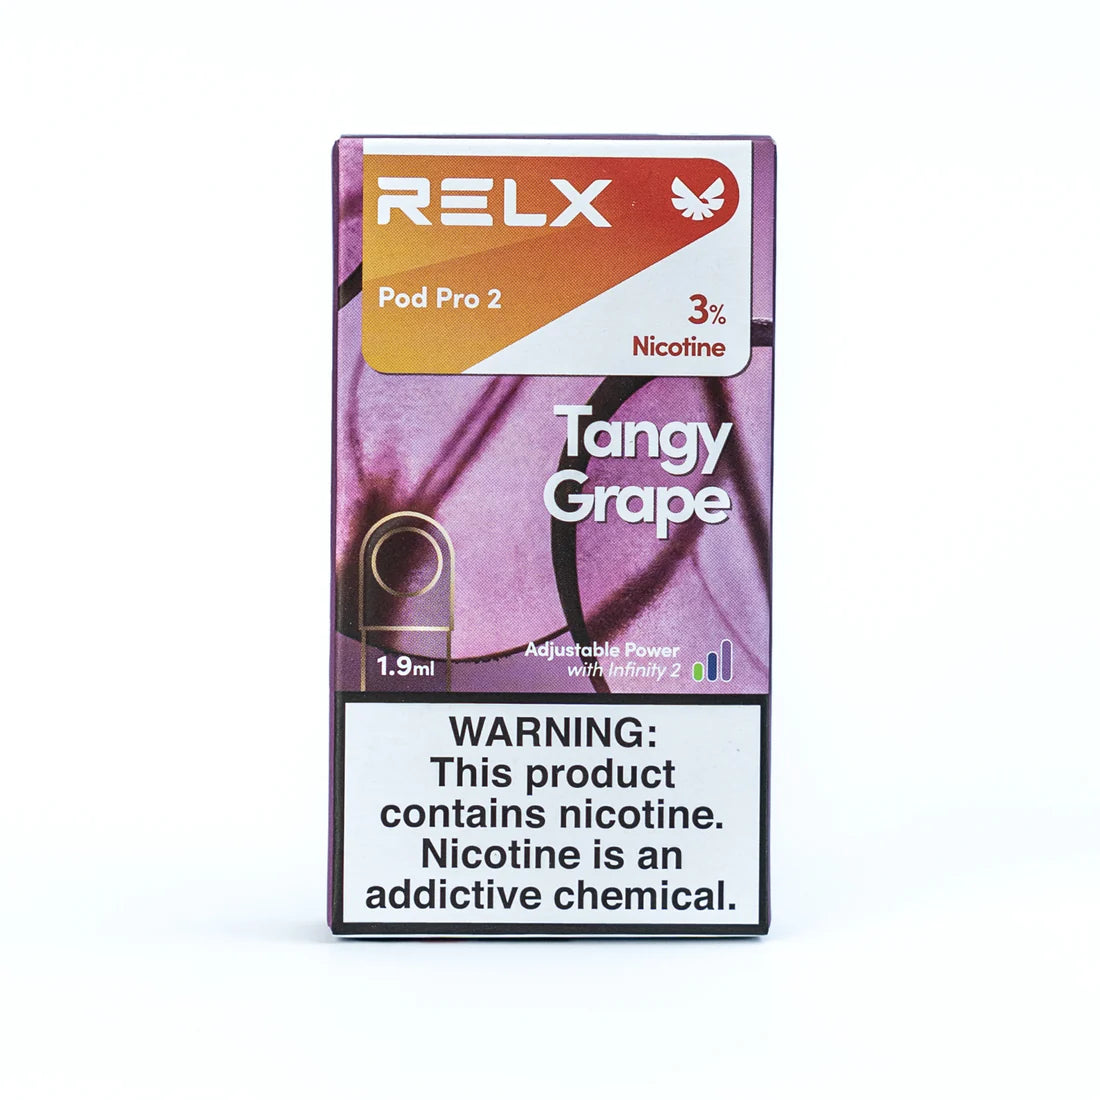 RELX
Pod Pro 2
3%
Nicotine
Tangy
Grape
1.9ml
Adjustable Power
with Infinity 2
WARNING:
This product
contains nicotine.
Nicotine is an
addictive chemical.